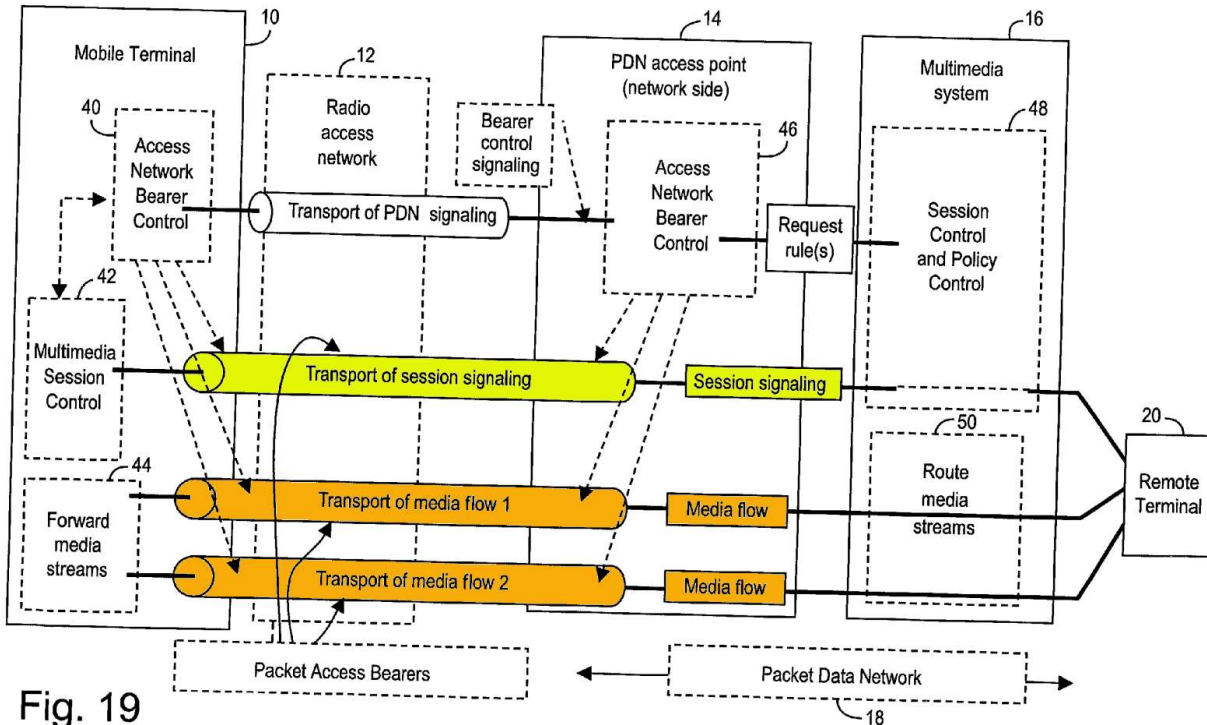 10
14
16
Mobile Terminal
12
PDN access point
(network side)
Multimedia
system
40
Radio
access
network
Bearer
control
signaling
46
48
Access
Network
Bearer
Control
Access
Network
Bearer
Control
Transport of PDN signaling
Request
rule(s)
Session
Control
and Policy
Control
42
Multimedia
Session
Control
Transport of session signaling
Session signaling
20
Remote
Terminal
44
50
Forward
media
streams
Transport of media flow 1
Media flow
Route
media
streams
Transport of media flow 2
Media flow
Packet Access Bearers
Packet Data Network
18
Fig. 19